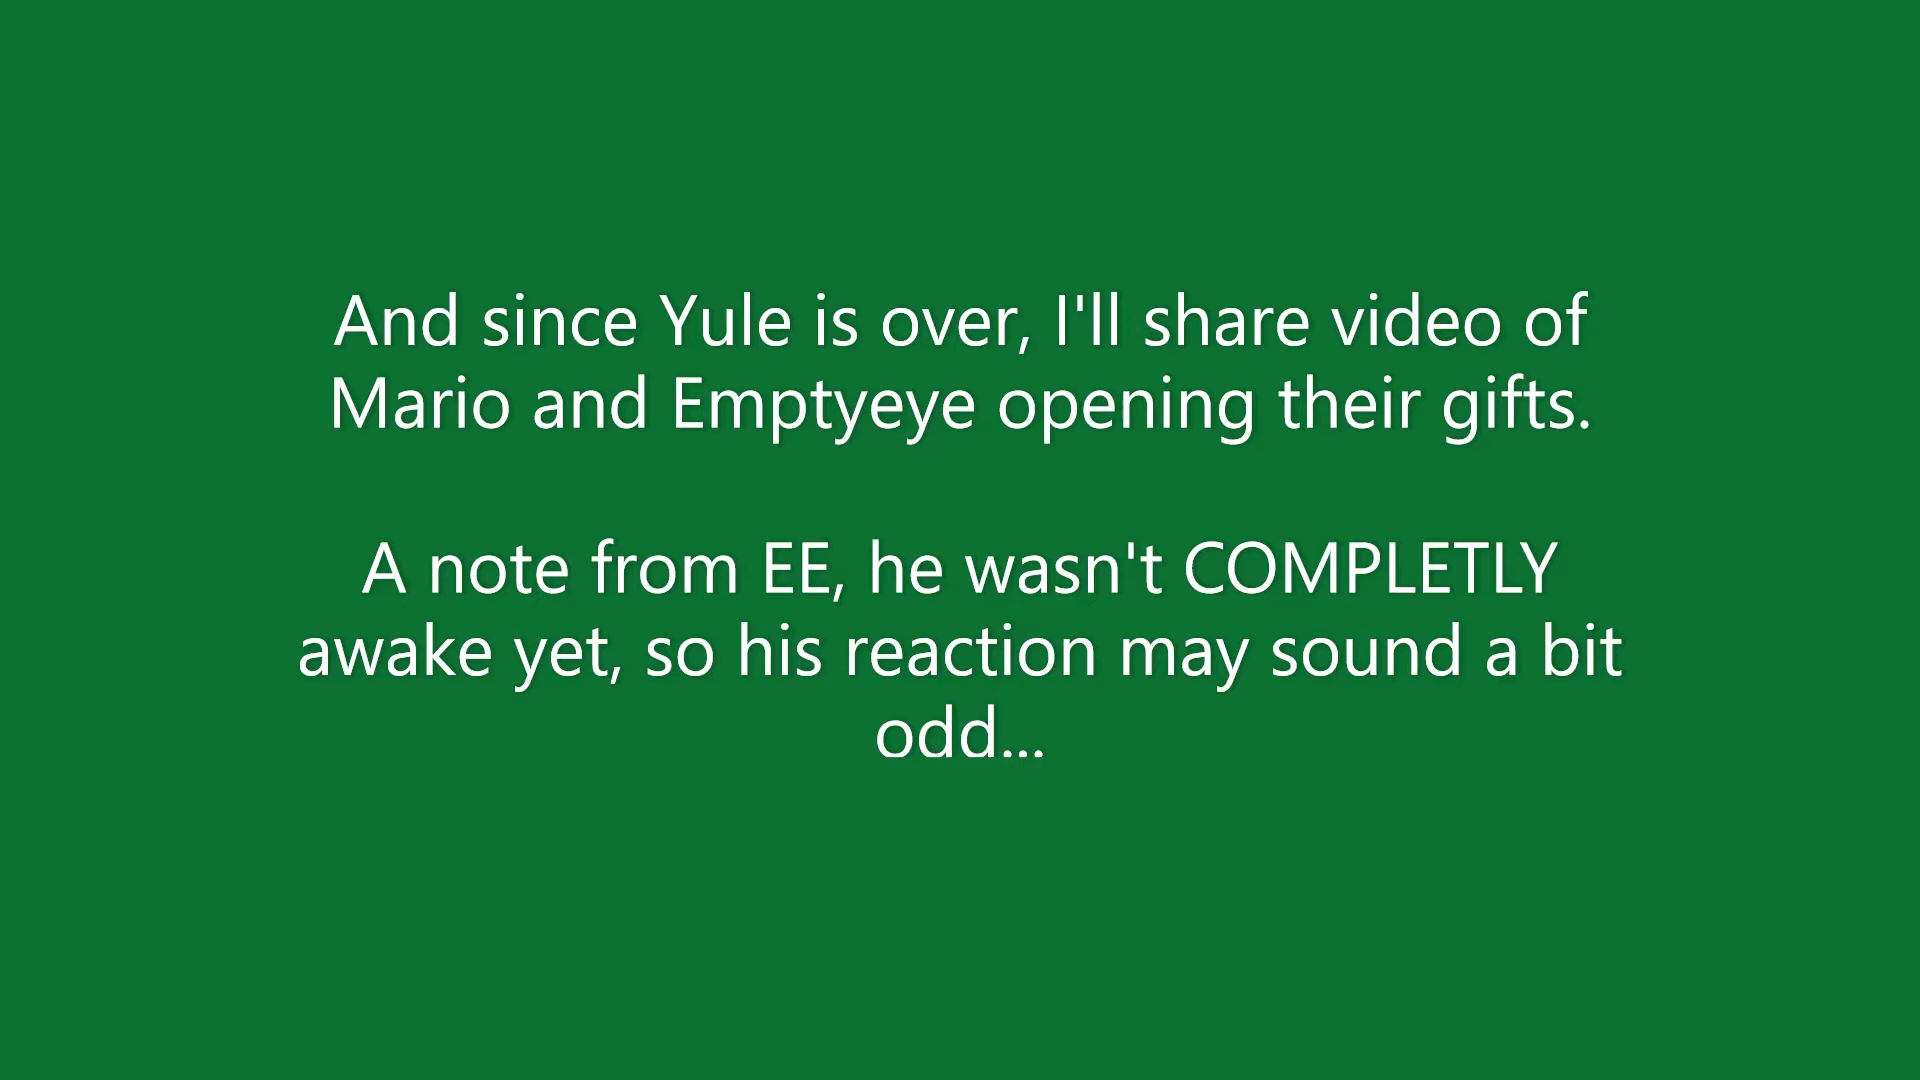 And since Yule is over, I'll share video of
Mario and Emptyeye opening their gifts.
A note from EE, he wasn't COMPLETLY
awake yet, so his reaction may sound a bit
odd...